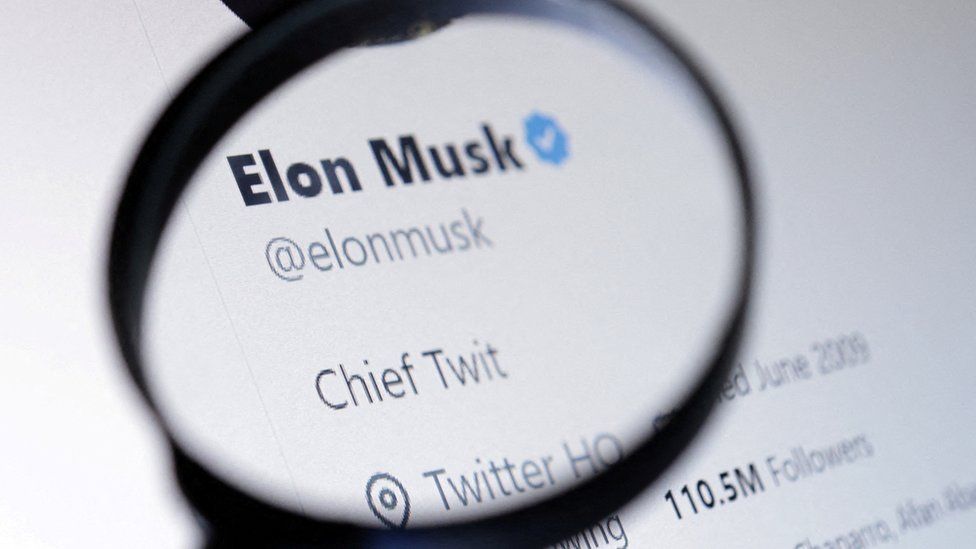 Elon Musk
@elonmusk
Chief Twit
Twitter HQ
June 2009
110.5M Followers